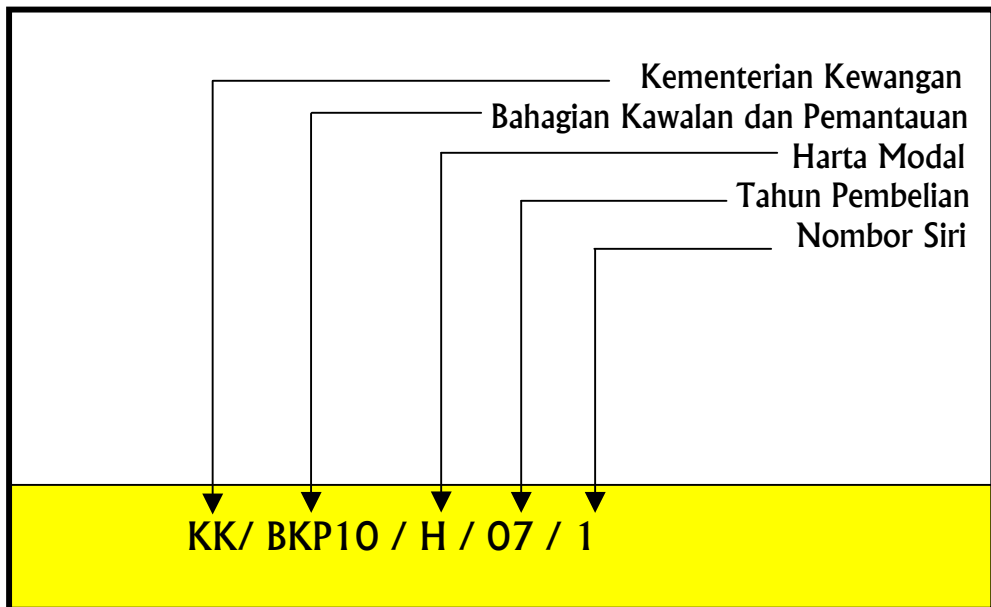 Kementerian Kewangan
Bahagian Kawalan dan Pemantauan
Harta Modal
Tahun Pembelian
Nombor Siri
KK/ BKP10 / H / 07 / 1